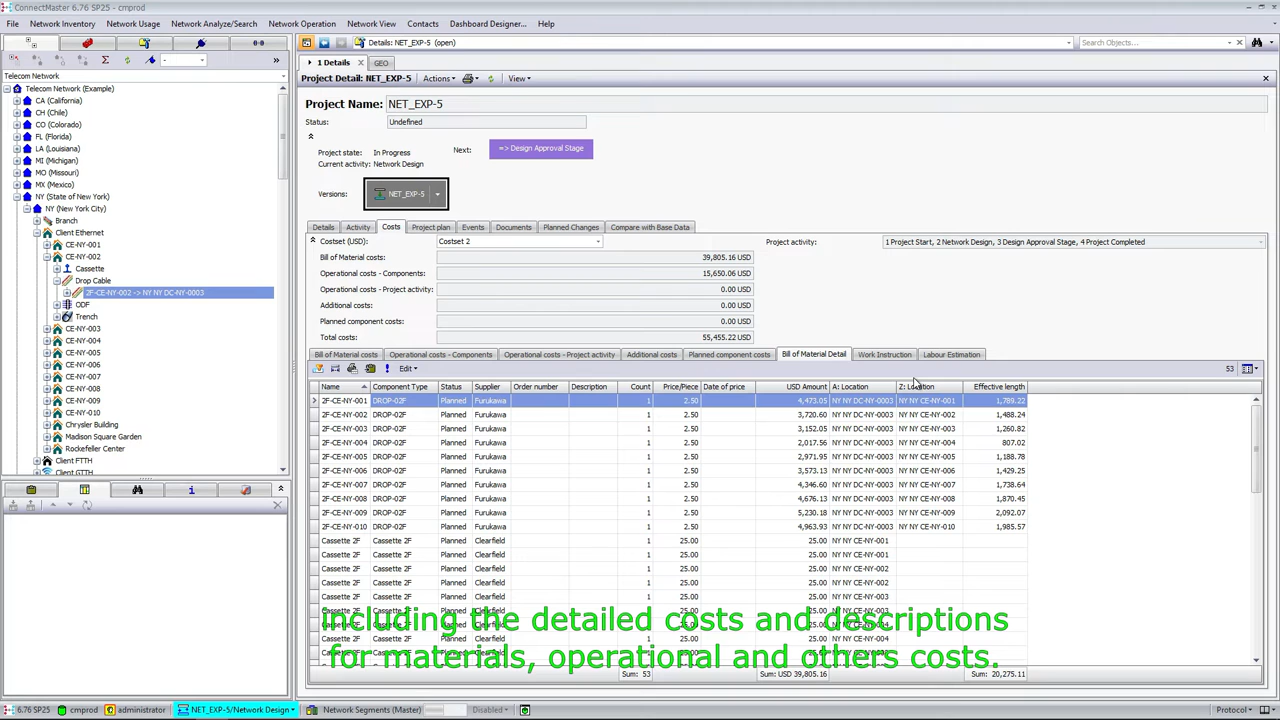 ConnectMaster 6.76 SP25 - cmprod
File Network Inventory Network Usage Network Analyze/Search Network Operation Network View Contacts Dashboard Designer... Help
Details: NET_EXP-5 (open)
Search Objects...
Telecom Network
1 Details
GEO
Project Detail: NET_EXP-5 Actions View
Telecom Network (Example)
CA (California)
CH (Chile)
CO (Colorado)
FL (Florida)
LA (Louisiana)
MI (Michigan)
MO (Missouri)
MX (Mexico)
NY (State of New York)
NY (New York City)
Branch
Client Ethernet
CE-NY-001
CE-NY-002
Cassette
Drop Cable
2F-CE-NY-002 -> NY NY DC-NY-0003
ODF
Trench
CE-NY-003
CE-NY-004
CE-NY-005
CE-NY-006
CE-NY-007
CE-NY-008
CE-NY-009
CE-NY-010
Chrysler Building
Madison Square Garden
Rockefeller Center
Client FTTH
Client GTTH
Project Name: NET_EXP-5
Status: Undefined
Project state: In Progress
Current activity: Network Design
Next: => Design Approval Stage
Versions: NET_EXP-5
Details Activity Costs Project plan Events Documents Planned Changes Compare with Base Data
Costset (USD): Costset 2
Project activity: 1 Project Start, 2 Network Design, 3 Design Approval Stage, 4 Project Completed
Bill of Material costs: 39,805.16 USD
Operational costs - Components: 15,650.06 USD
Operational costs - Project activity: 0.00 USD
Additional costs: 0.00 USD
Planned component costs: 0.00 USD
Total costs: 55,455.22 USD
Bill of Material costs Operational costs - Components Operational costs - Project activity Additional costs Planned component costs Bill of Material Detail Work Instruction Labour Estimation
Edit 53
Name Component Type Status Supplier Order number Description Count Price/Piece Date of price USD Amount A: Location Z: Location Effective length
2F-CE-NY-001 DROP-02F Planned Furukawa 1 2.50 4,473.05 NY NY DC-NY-0003 NY NY CE-NY-001 1,789.22
2F-CE-NY-002 DROP-02F Planned Furukawa 1 2.50 3,720.60 NY NY DC-NY-0003 NY NY CE-NY-002 1,488.24
2F-CE-NY-003 DROP-02F Planned Furukawa 1 2.50 3,152.05 NY NY DC-NY-0003 NY NY CE-NY-003 1,260.82
2F-CE-NY-004 DROP-02F Planned Furukawa 1 2.50 2,017.56 NY NY DC-NY-0003 NY NY CE-NY-004 807.02
2F-CE-NY-005 DROP-02F Planned Furukawa 1 2.50 2,971.95 NY NY DC-NY-0003 NY NY CE-NY-005 1,188.78
2F-CE-NY-006 DROP-02F Planned Furukawa 1 2.50 3,573.13 NY NY DC-NY-0003 NY NY CE-NY-006 1,429.25
2F-CE-NY-007 DROP-02F Planned Furukawa 1 2.50 4,346.60 NY NY DC-NY-0003 NY NY CE-NY-007 1,738.64
2F-CE-NY-008 DROP-02F Planned Furukawa 1 2.50 4,676.13 NY NY DC-NY-0003 NY NY CE-NY-008 1,870.45
2F-CE-NY-009 DROP-02F Planned Furukawa 1 2.50 5,230.18 NY NY DC-NY-0003 NY NY CE-NY-009 2,092.07
2F-CE-NY-010 DROP-02F Planned Furukawa 1 2.50 4,963.93 NY NY DC-NY-0003 NY NY CE-NY-010 1,985.57
Cassette 2F Cassette 2F Planned Clearfield 1 25.00 25.00 NY NY CE-NY-001
Cassette 2F Cassette 2F Planned Clearfield 1 25.00 25.00 NY NY CE-NY-001
Cassette 2F Cassette 2F Planned Clearfield 1 25.00 25.00 NY NY CE-NY-002
Cassette 2F Cassette 2F Planned Clearfield 1 25.00 25.00 NY NY CE-NY-002
Cassette 2F Cassette 2F Planned Clearfield 1 25.00 25.00 NY NY CE-NY-003
including the detailed costs and descriptions
for materials, operational and others costs.
Sum: 53 Sum: USD 39,805.16 Sum: 20,275.11
6.76 SP25 cmprod administrator NET_EXP-5/Network Design Network Segments (Master) Disabled Protocol